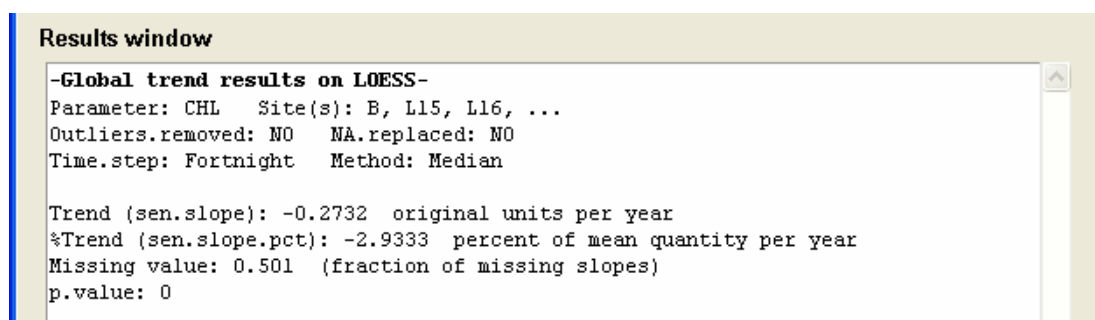 Results window
-Global trend results on LOESS-
Parameter: CHL   Site(s): B, L15, L16, ...
Outliers.removed: NO   NA.replaced: NO
Time.step: Fortnight   Method: Median
Trend (sen.slope): -0.2732  original units per year
%Trend (sen.slope.pct): -2.9333  percent of mean quantity per year
Missing value: 0.501  (fraction of missing slopes)
p.value: 0